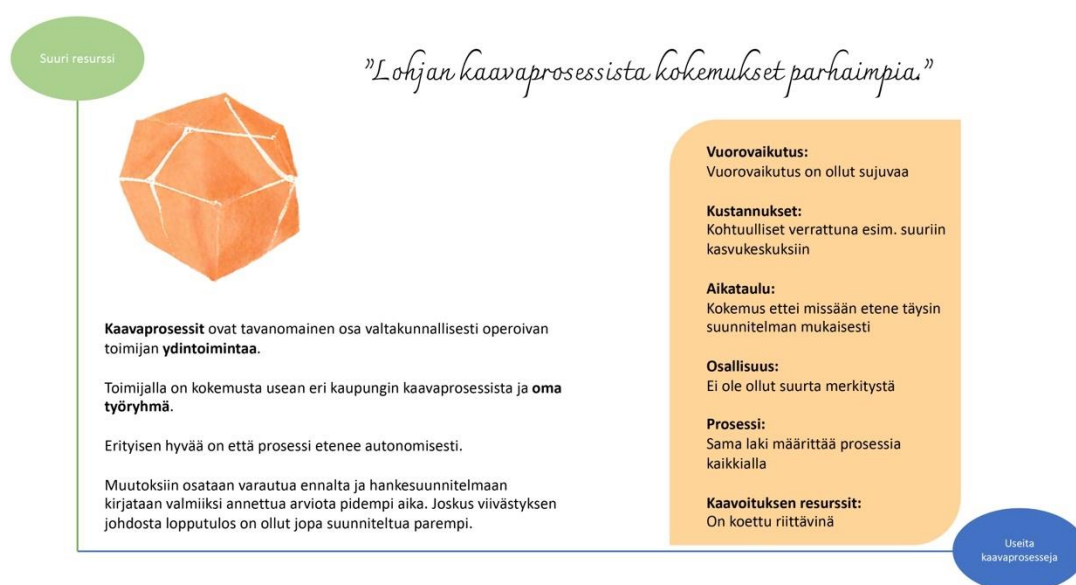 Suuri resurssi
"Lohjan kaavaprosessista kokemukset parhaimpia."
Kaavaprosessit ovat tavanomainen osa valtakunnallisesti operoivan
toimijan ydintoimintaa.
Toimijalla on kokemusta usean eri kaupungin kaavaprosessista ja oma
työryhmä.
Erityisen hyvää on että prosessi etenee autonomisesti.
Muutoksiin osataan varautua ennalta ja hankesuunnitelmaan
kirjataan valmiiksi annettua arviota pidempi aika. Joskus viivästyksen
johdosta lopputulos on ollut jopa suunniteltua parempi.
Vuorovaikutus:
Vuorovaikutus on ollut sujuvaa
Kustannukset:
Kohtuulliset verrattuna esim. suuriin
kasvukeskuksiin
Aikataulu:
Kokemus ettei missään etene täysin
suunnitelman mukaisesti
Osallisuus:
Ei ole ollut suurta merkitystä
Prosessi:
Sama laki määrittää prosessia
kaikkialla
Kaavoituksen resurssit:
On koettu riittävinä
Useita
kaavaprosesseja